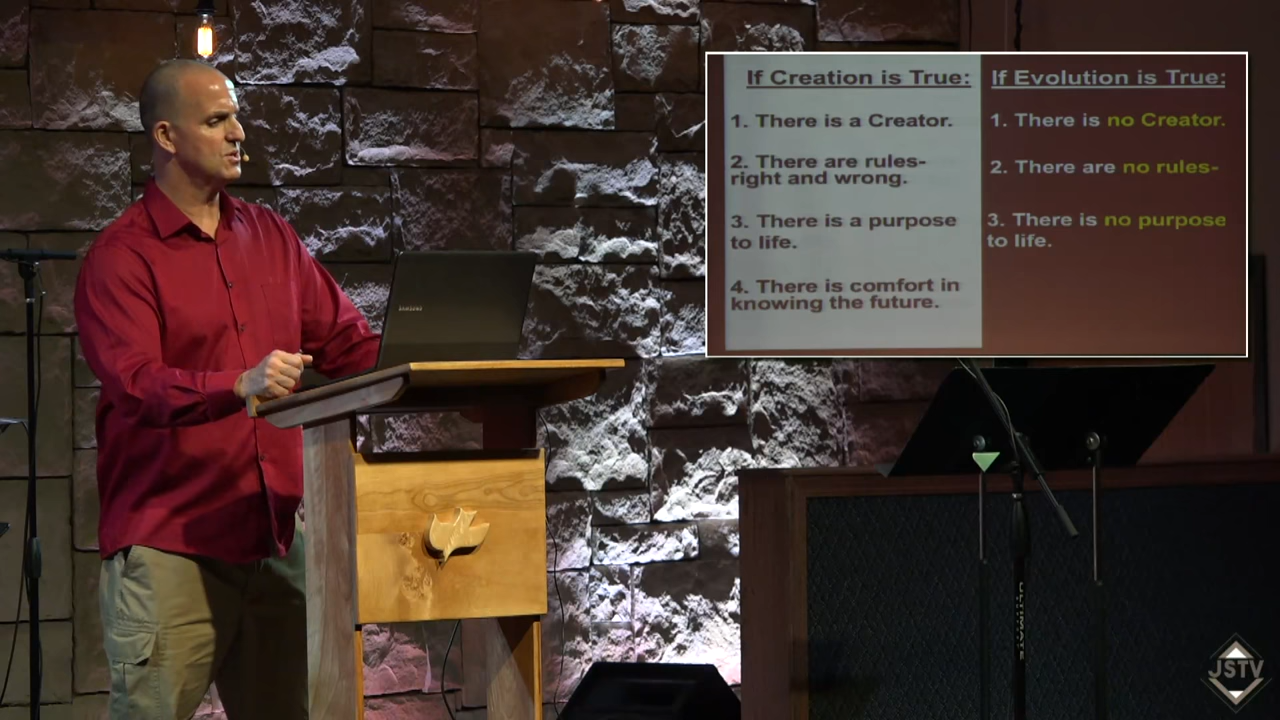 If Creation is True:
1. There is a Creator.
2. There are rules-
right and wrong.
3. There is a purpose
to life.
4. There is comfort in
knowing the future.
If Evolution is True:
1. There is no Creator.
2. There are no rules-
3. There is no purpose
to life.
SAMSUNG
JSTV